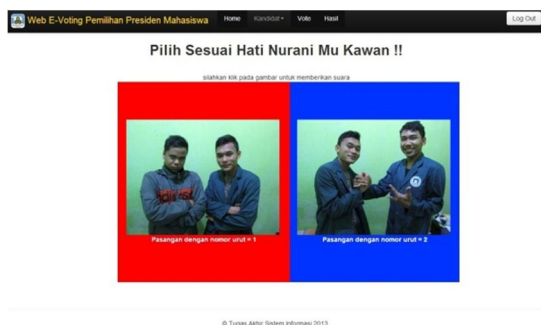 Web E-Voting Pemilihan Presiden Mahasiswa Home Kandidat Vote Hasil Log Out
Pilih Sesuai Hati Nurani Mu Kawan !!
silahkan klik pada gambar untuk memberikan suara
Pasangan dengan nomor urut = 1
Pasangan dengan nomor urut = 2
© Tugas Akhir Sistem Informasi 2013